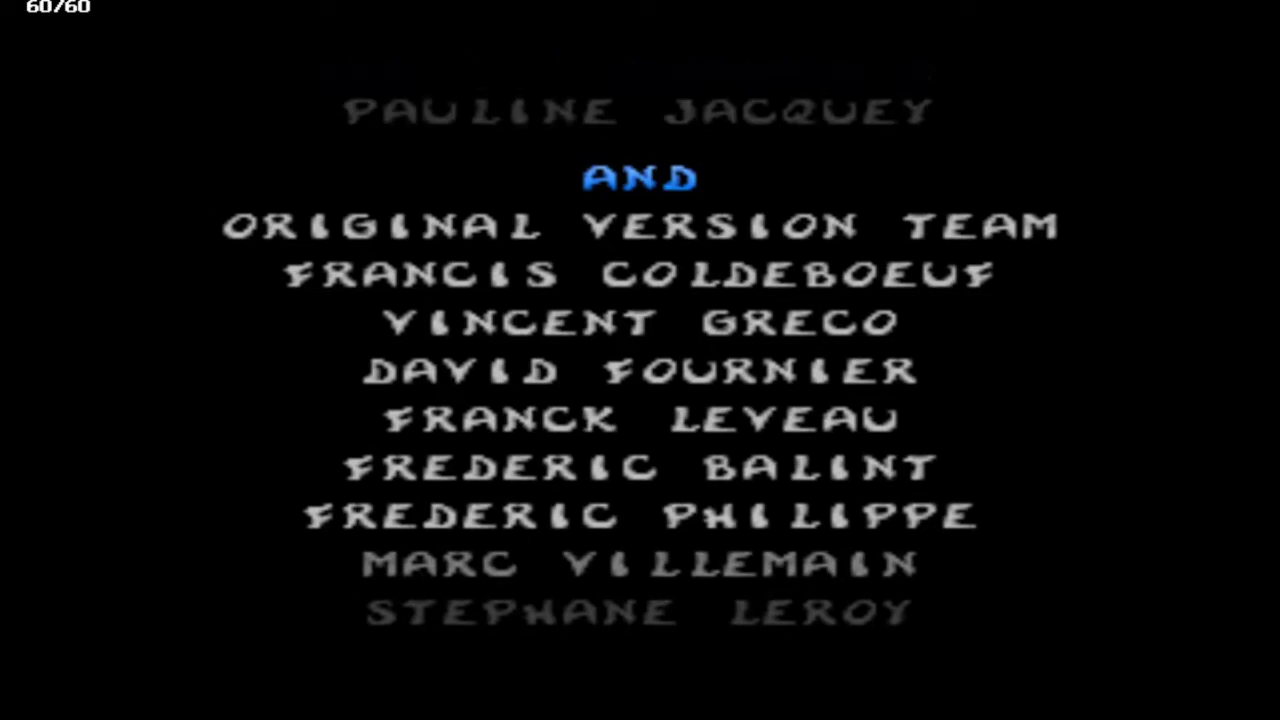 60/60
PAULINE JACQUEY
AND
ORIGINAL VERSION TEAM
FRANCIS COLDEBOEUF
VINCENT GRECO
DAVID FOURNIER
FRANCK LEVEAU
FREDERIC BALINT
FREDERIC PHILIPPE
MARC VILLEMAIN
STEPHANE LEROY